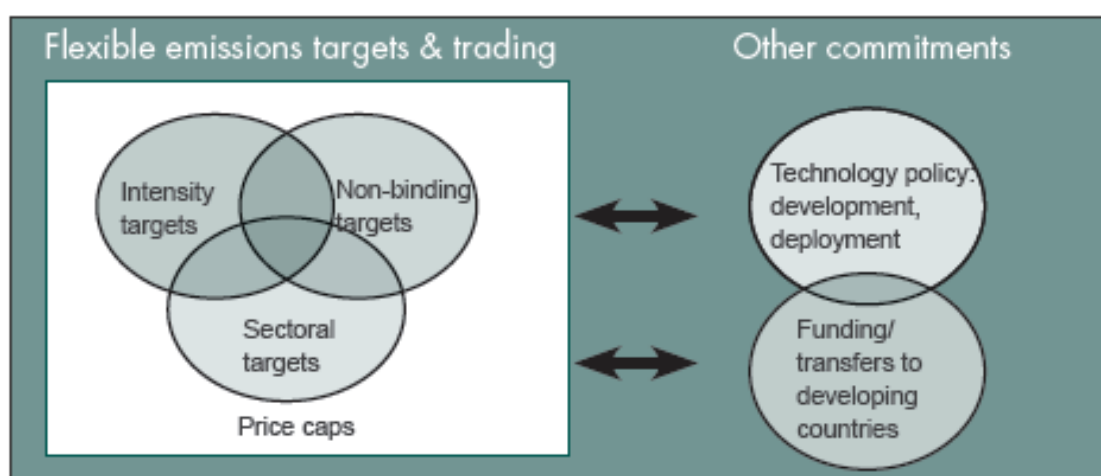 Flexible emissions targets & trading
Other commitments
Intensity
targets
Non-binding
targets
Sectoral
targets
Price caps
Technology policy:
development,
deployment
Funding/
transfers to
developing
countries